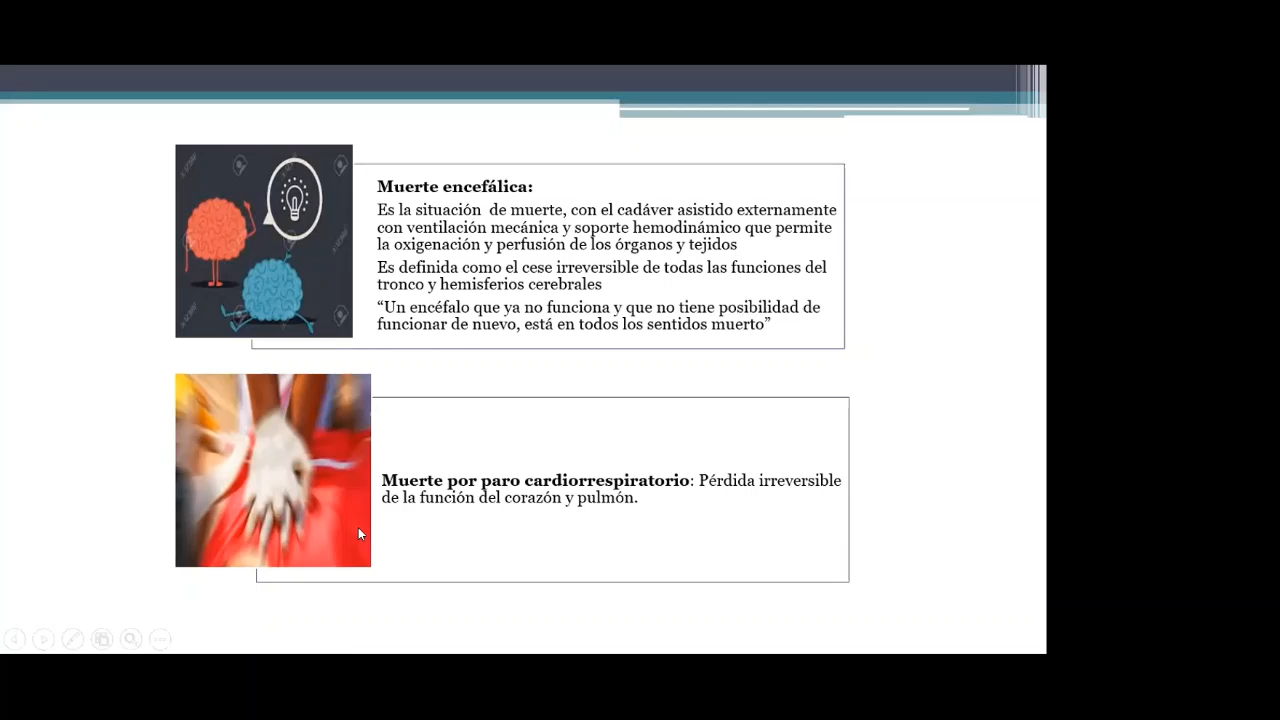 Muerte encefálica:
Es la situación  de muerte, con el cadáver asistido externamente
con ventilación mecánica y soporte hemodinámico que permite
la oxigenación y perfusión de los órganos y tejidos
Es definida como el cese irreversible de todas las funciones del
tronco y hemisferios cerebrales
“Un encéfalo que ya no funciona y que no tiene posibilidad de
funcionar de nuevo, está en todos los sentidos muerto”
Muerte por paro cardiorrespiratorio: Pérdida irreversible
de la función del corazón y pulmón.